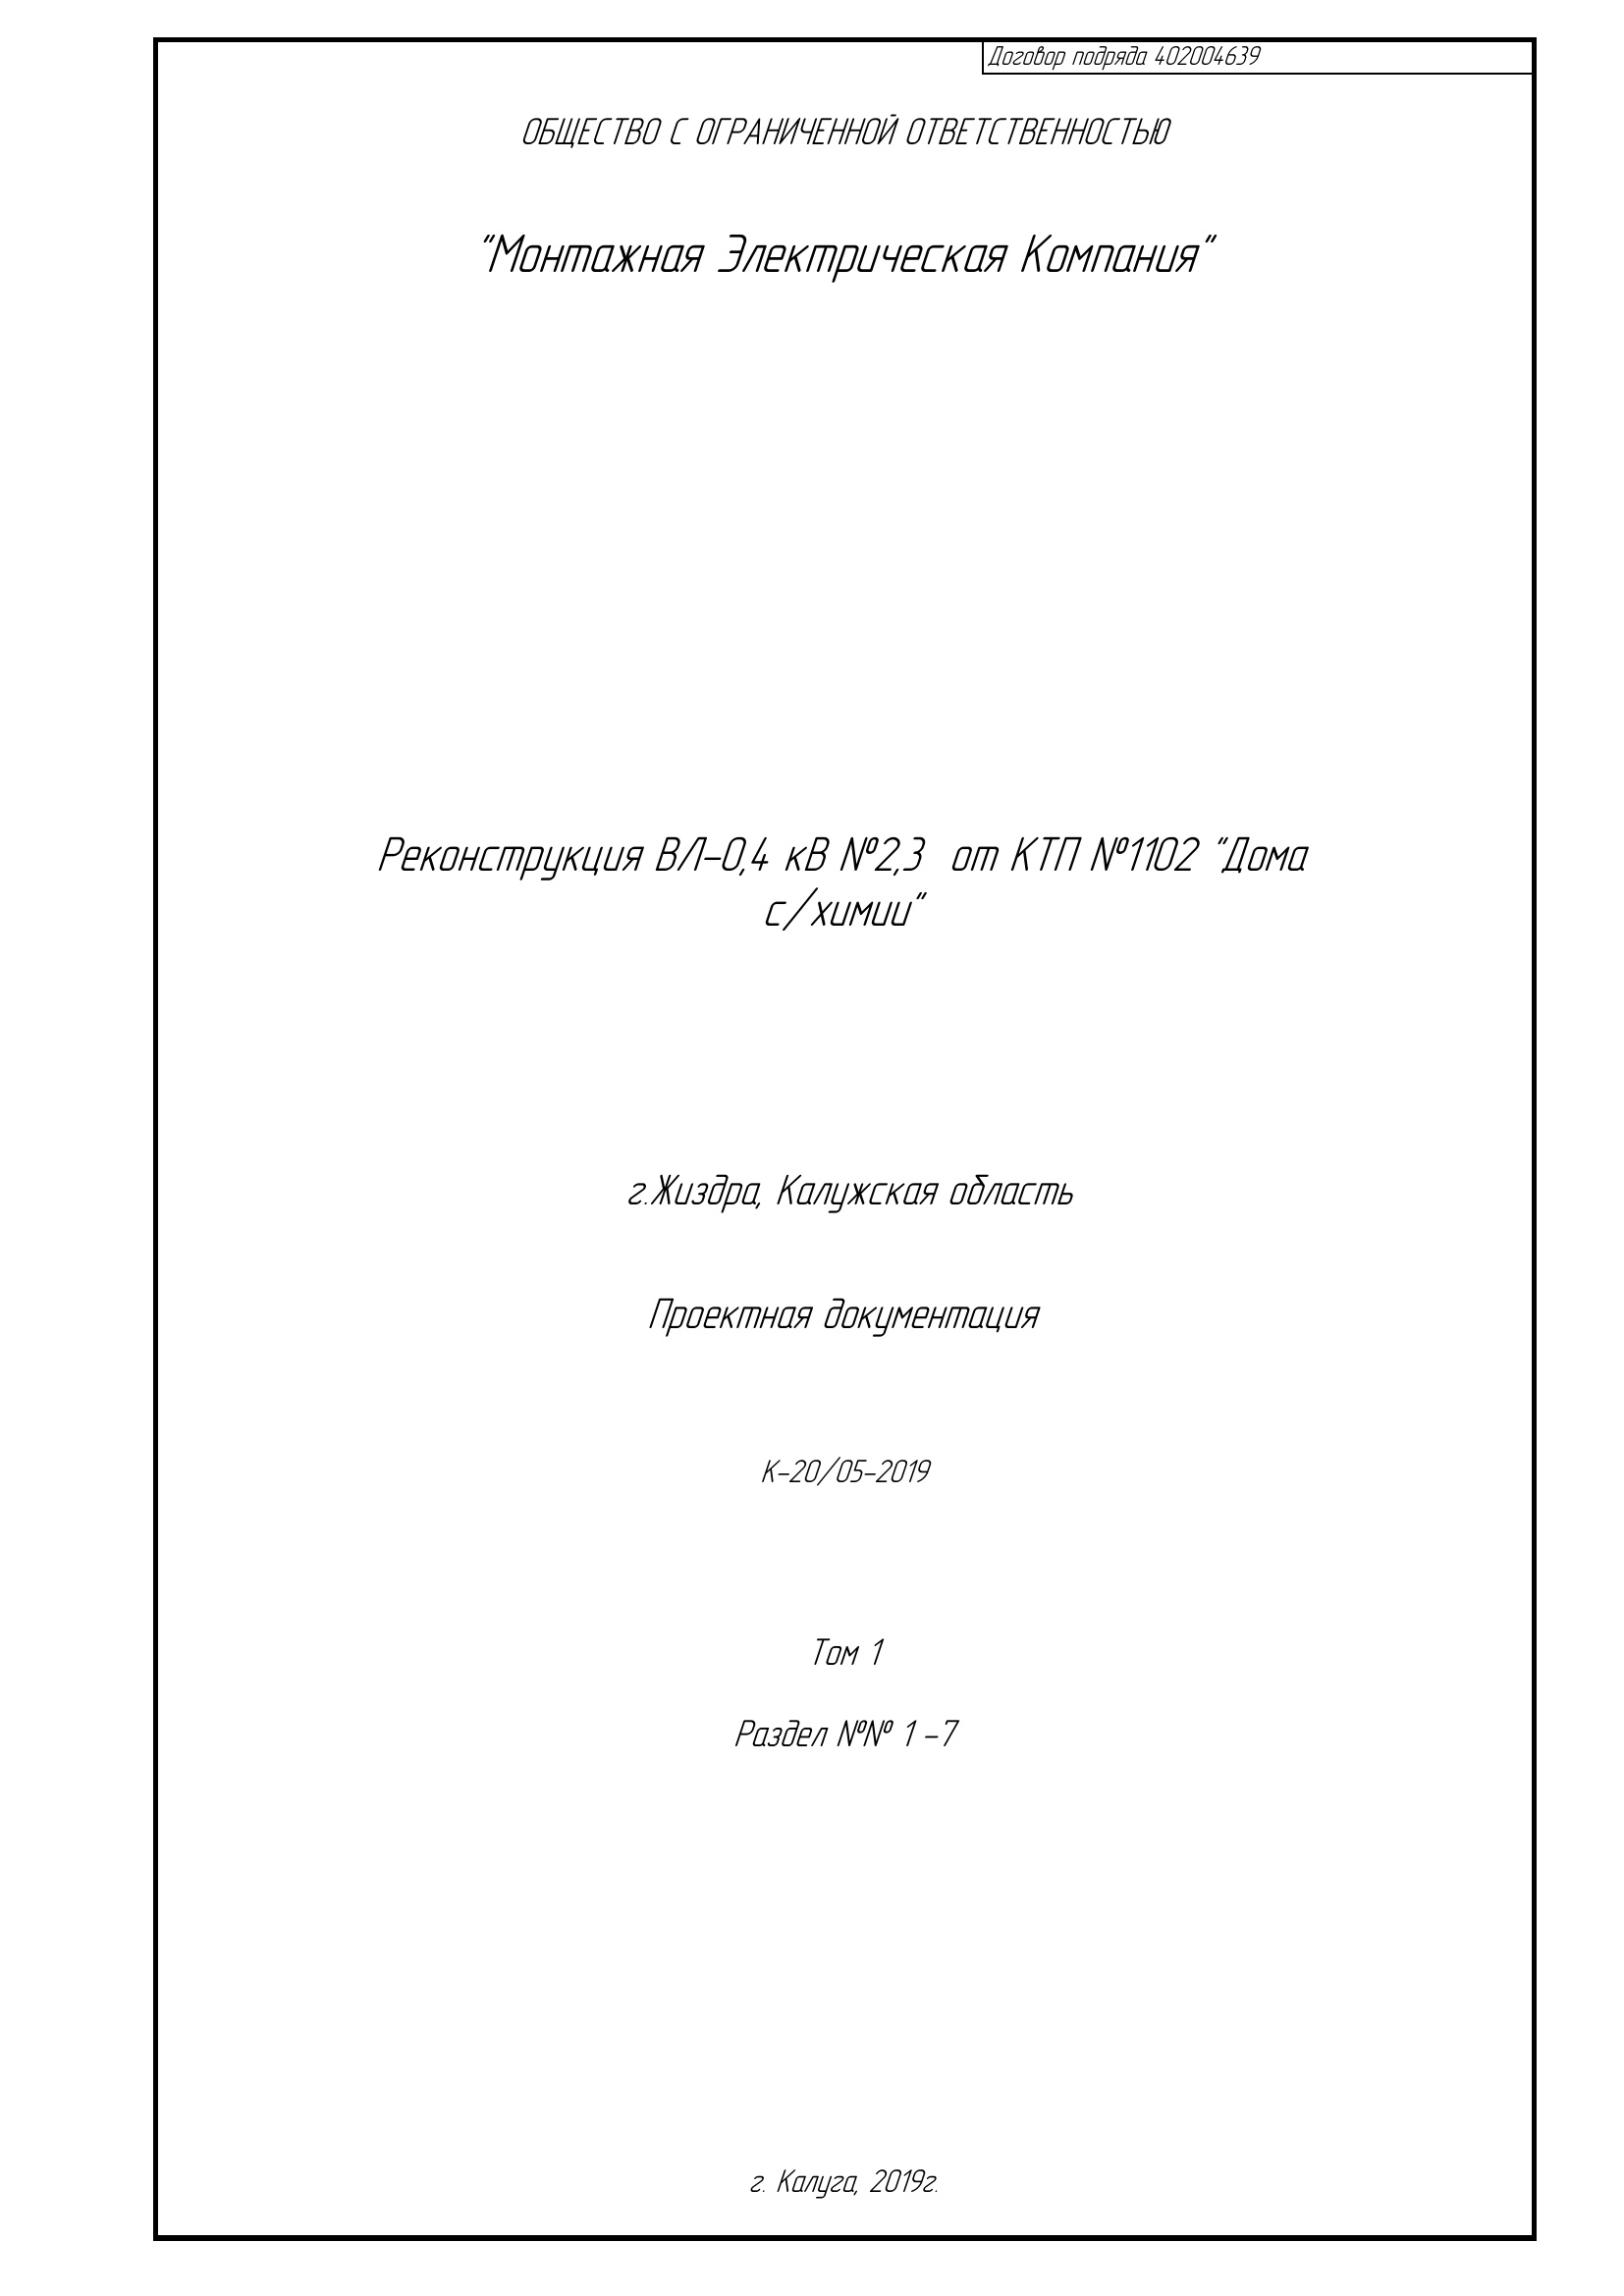 Договор подряда 402004639
ОБЩЕСТВО С ОГРАНИЧЕННОЙ ОТВЕТСТВЕННОСТЬЮ
"Монтажная Электрическая Компания"
Реконструкция ВЛ-0,4 кВ №2,3 от КТП №1102 "Дома
с/химии"
г.Жиздра, Калужская область
Проектная документация
К-20/05-2019
Том 1
Раздел №№ 1 -7
г. Калуга, 2019г.